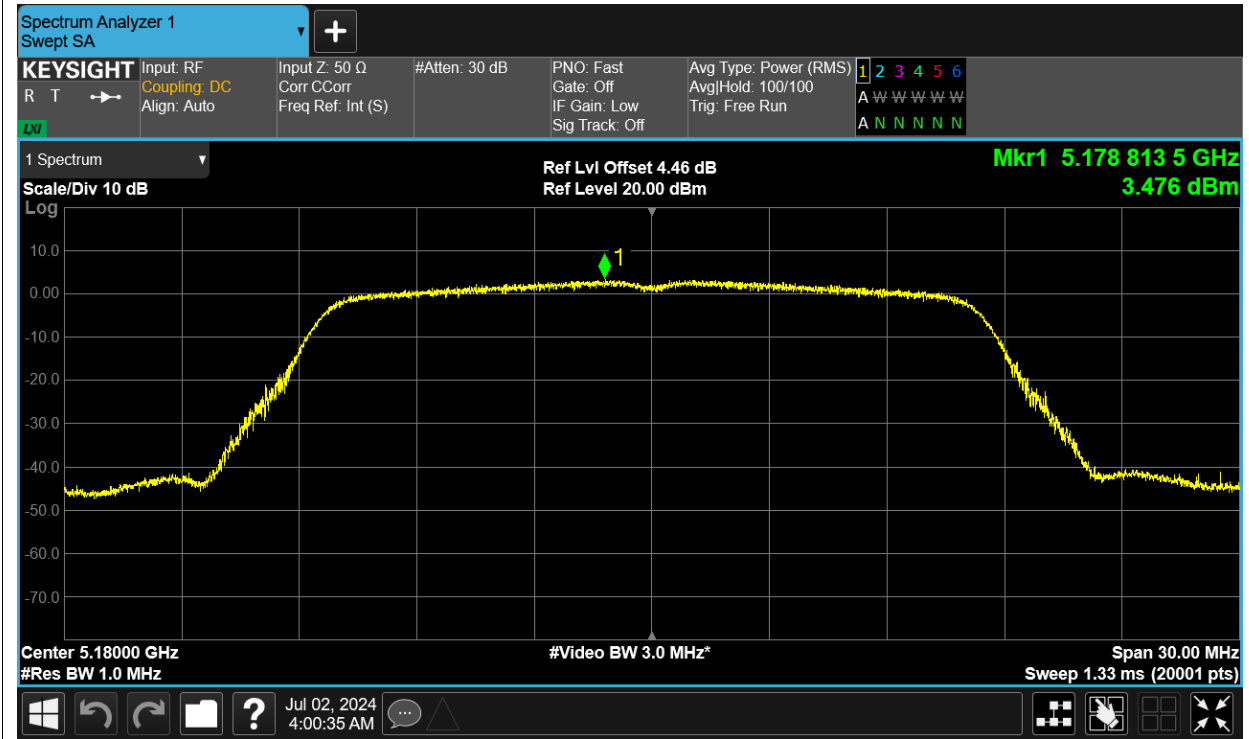 Spectrum Analyzer 1
Swept SA
+
KEYSIGHT
R T
LXI
Input: RF
Coupling: DC
Align: Auto
Input Z: 50 Ω
Corr CCorr
Freq Ref: Int (S)
#Atten: 30 dB
PNO: Fast
Gate: Off
IF Gain: Low
Sig Track: Off
Avg Type: Power (RMS)
Avg|Hold: 100/100
Trig: Free Run
1 2 3 4 5 6
A W W W W W
A N N N N N
1 Spectrum
Scale/Div 10 dB
Log
Ref Lvl Offset 4.46 dB
Ref Level 20.00 dBm
Mkr1 5.178 813 5 GHz
3.476 dBm
1
10.0
0.00
-10.0
-20.0
-30.0
-40.0
-50.0
-60.0
-70.0
Center 5.18000 GHz
#Res BW 1.0 MHz
#Video BW 3.0 MHz*
Span 30.00 MHz
Sweep 1.33 ms (20001 pts)
?
Jul 02, 2024
4:00:35 AM